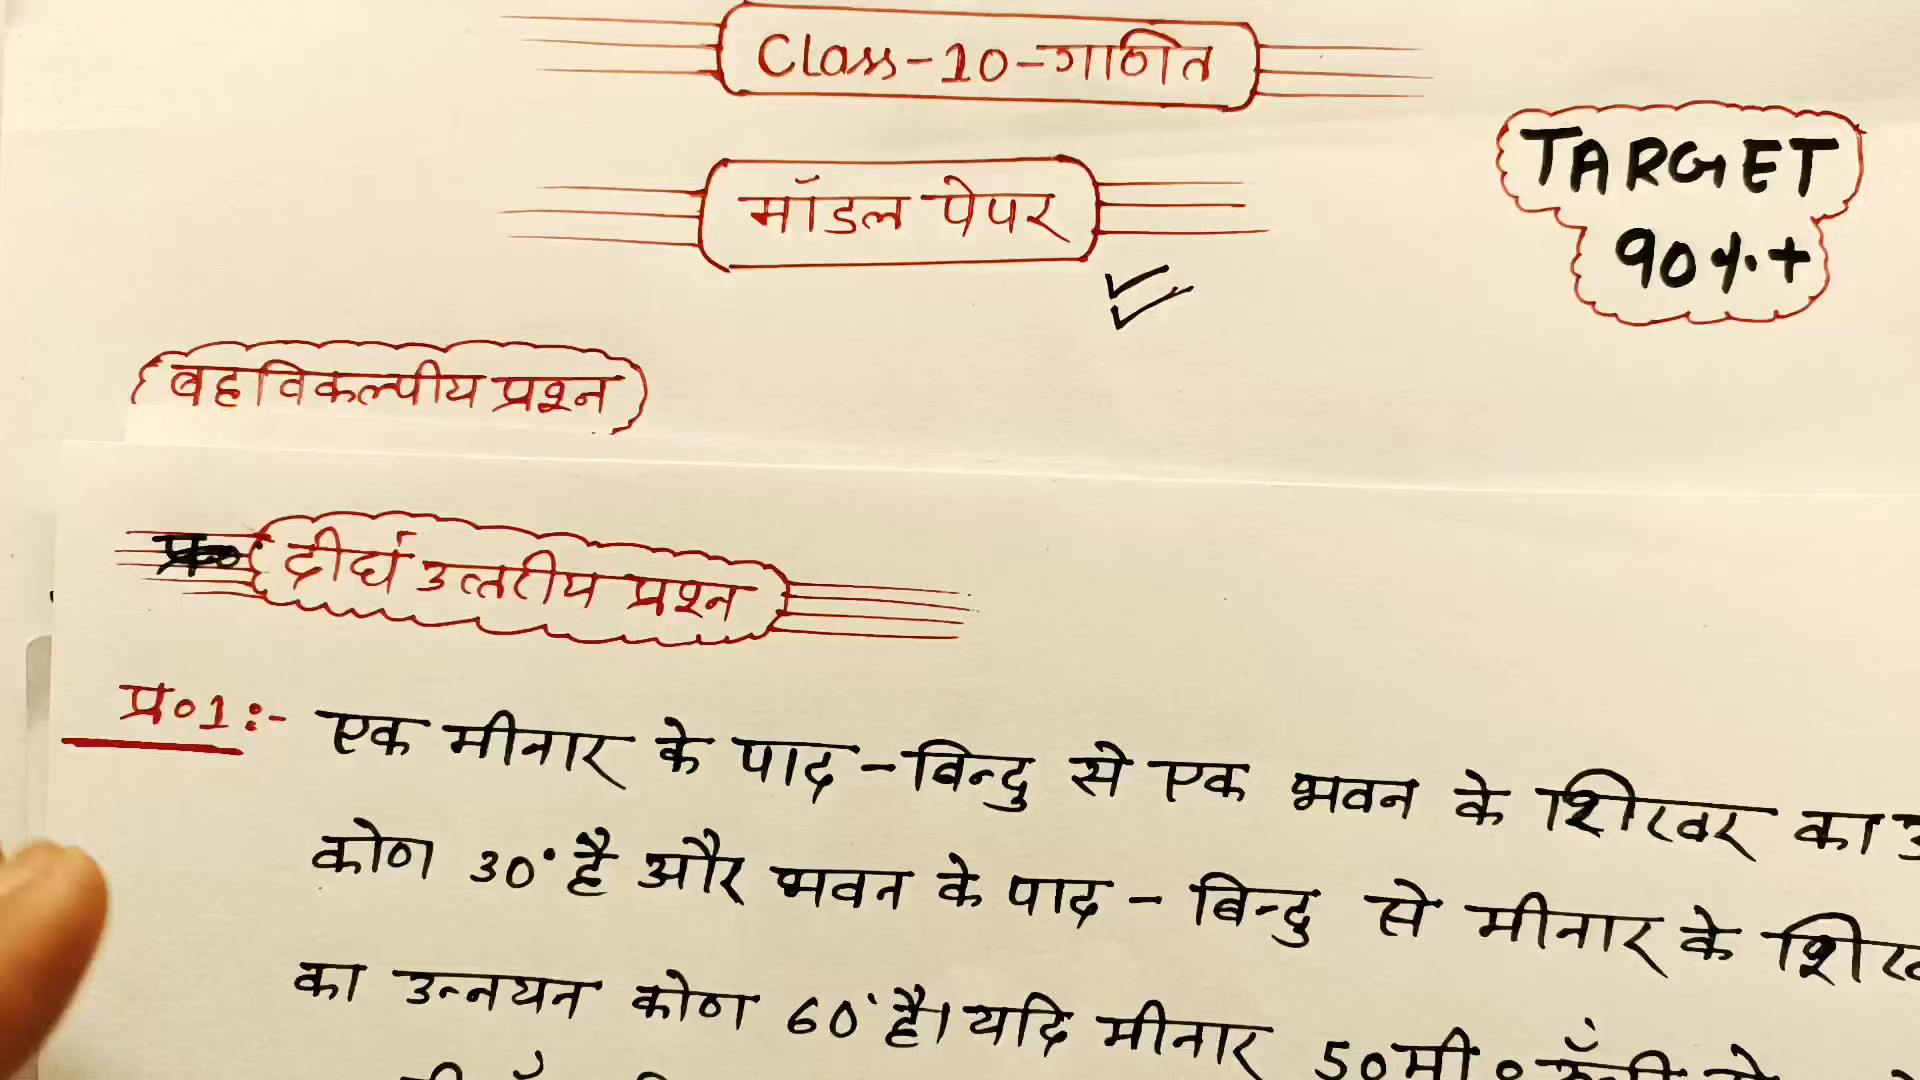 Class-10-गणित
मॉडल पेपर
TARGET
90%+
बहुविकल्पीय प्रश्न
दीर्घ उत्तरीय प्रश्न
प्र०1:- एक मीनार के पाद-बिन्दु से एक भवन के शिखर का
कोण 30° है और भवन के पाद - बिन्दु से मीनार के
का उन्नयन कोण 60° है। यदि मीनार 50मी०